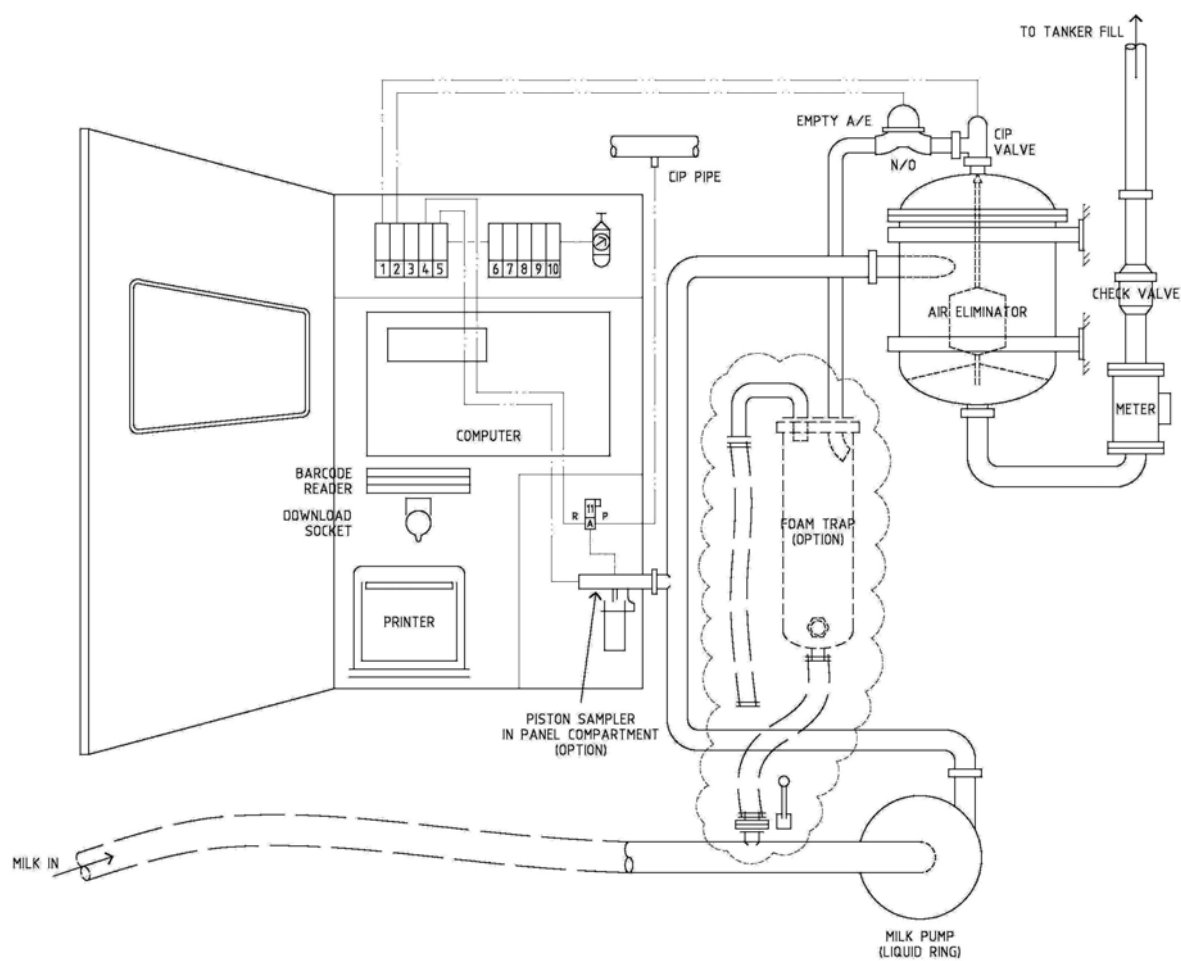 TO TANKER FILL
EMPTY A/E
CIP
VALVE
N/O
CIP PIPE
1 2 3 4 5
6 7 8 9 10
CHECK VALVE
AIR ELIMINATOR
METER
COMPUTER
BARCODE
READER
DOWNLOAD
SOCKET
R
11
A
P
FOAM TRAP
(OPTION)
PRINTER
PISTON SAMPLER
IN PANEL COMPARTMENT
(OPTION)
MILK IN
MILK PUMP
(LIQUID RING)